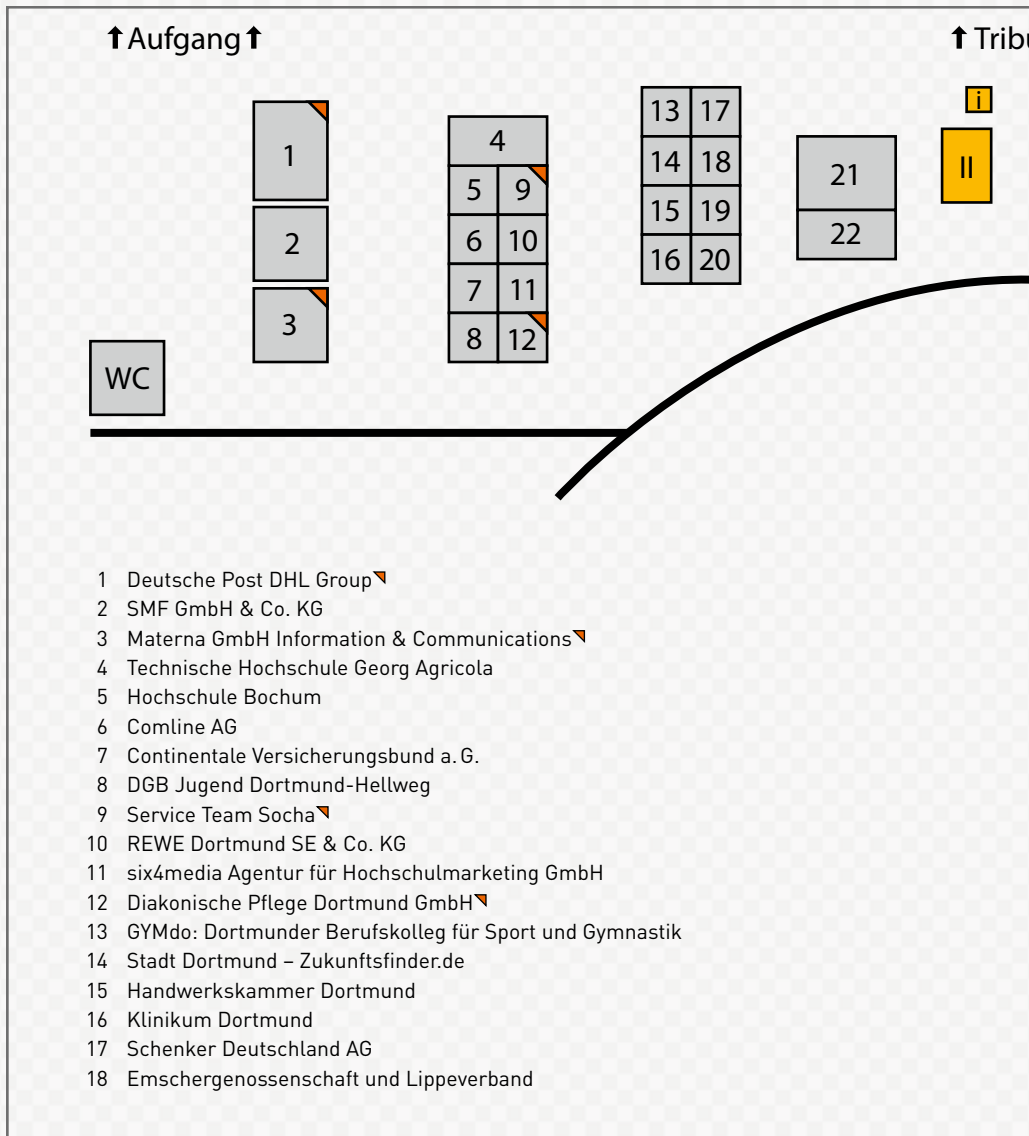 ↑Aufgang↑
↑ Tribu
1
2
3
WC
4
5 9
6 10
7 11
8 12
13 17
14 18
15 19
16 20
21
22
i
II
1 Deutsche Post DHL Group
2 SMF GmbH & Co. KG
3 Materna GmbH Information & Communications
4 Technische Hochschule Georg Agricola
5 Hochschule Bochum
6 Comline AG
7 Continentale Versicherungsbund a. G.
8 DGB Jugend Dortmund-Hellweg
9 Service Team Socha
10 REWE Dortmund SE & Co. KG
11 six4media Agentur für Hochschulmarketing GmbH
12 Diakonische Pflege Dortmund GmbH
13 GYMdo: Dortmunder Berufskolleg für Sport und Gymnastik
14 Stadt Dortmund – Zukunftsfinder.de
15 Handwerkskammer Dortmund
16 Klinikum Dortmund
17 Schenker Deutschland AG
18 Emschergenossenschaft und Lippeverband